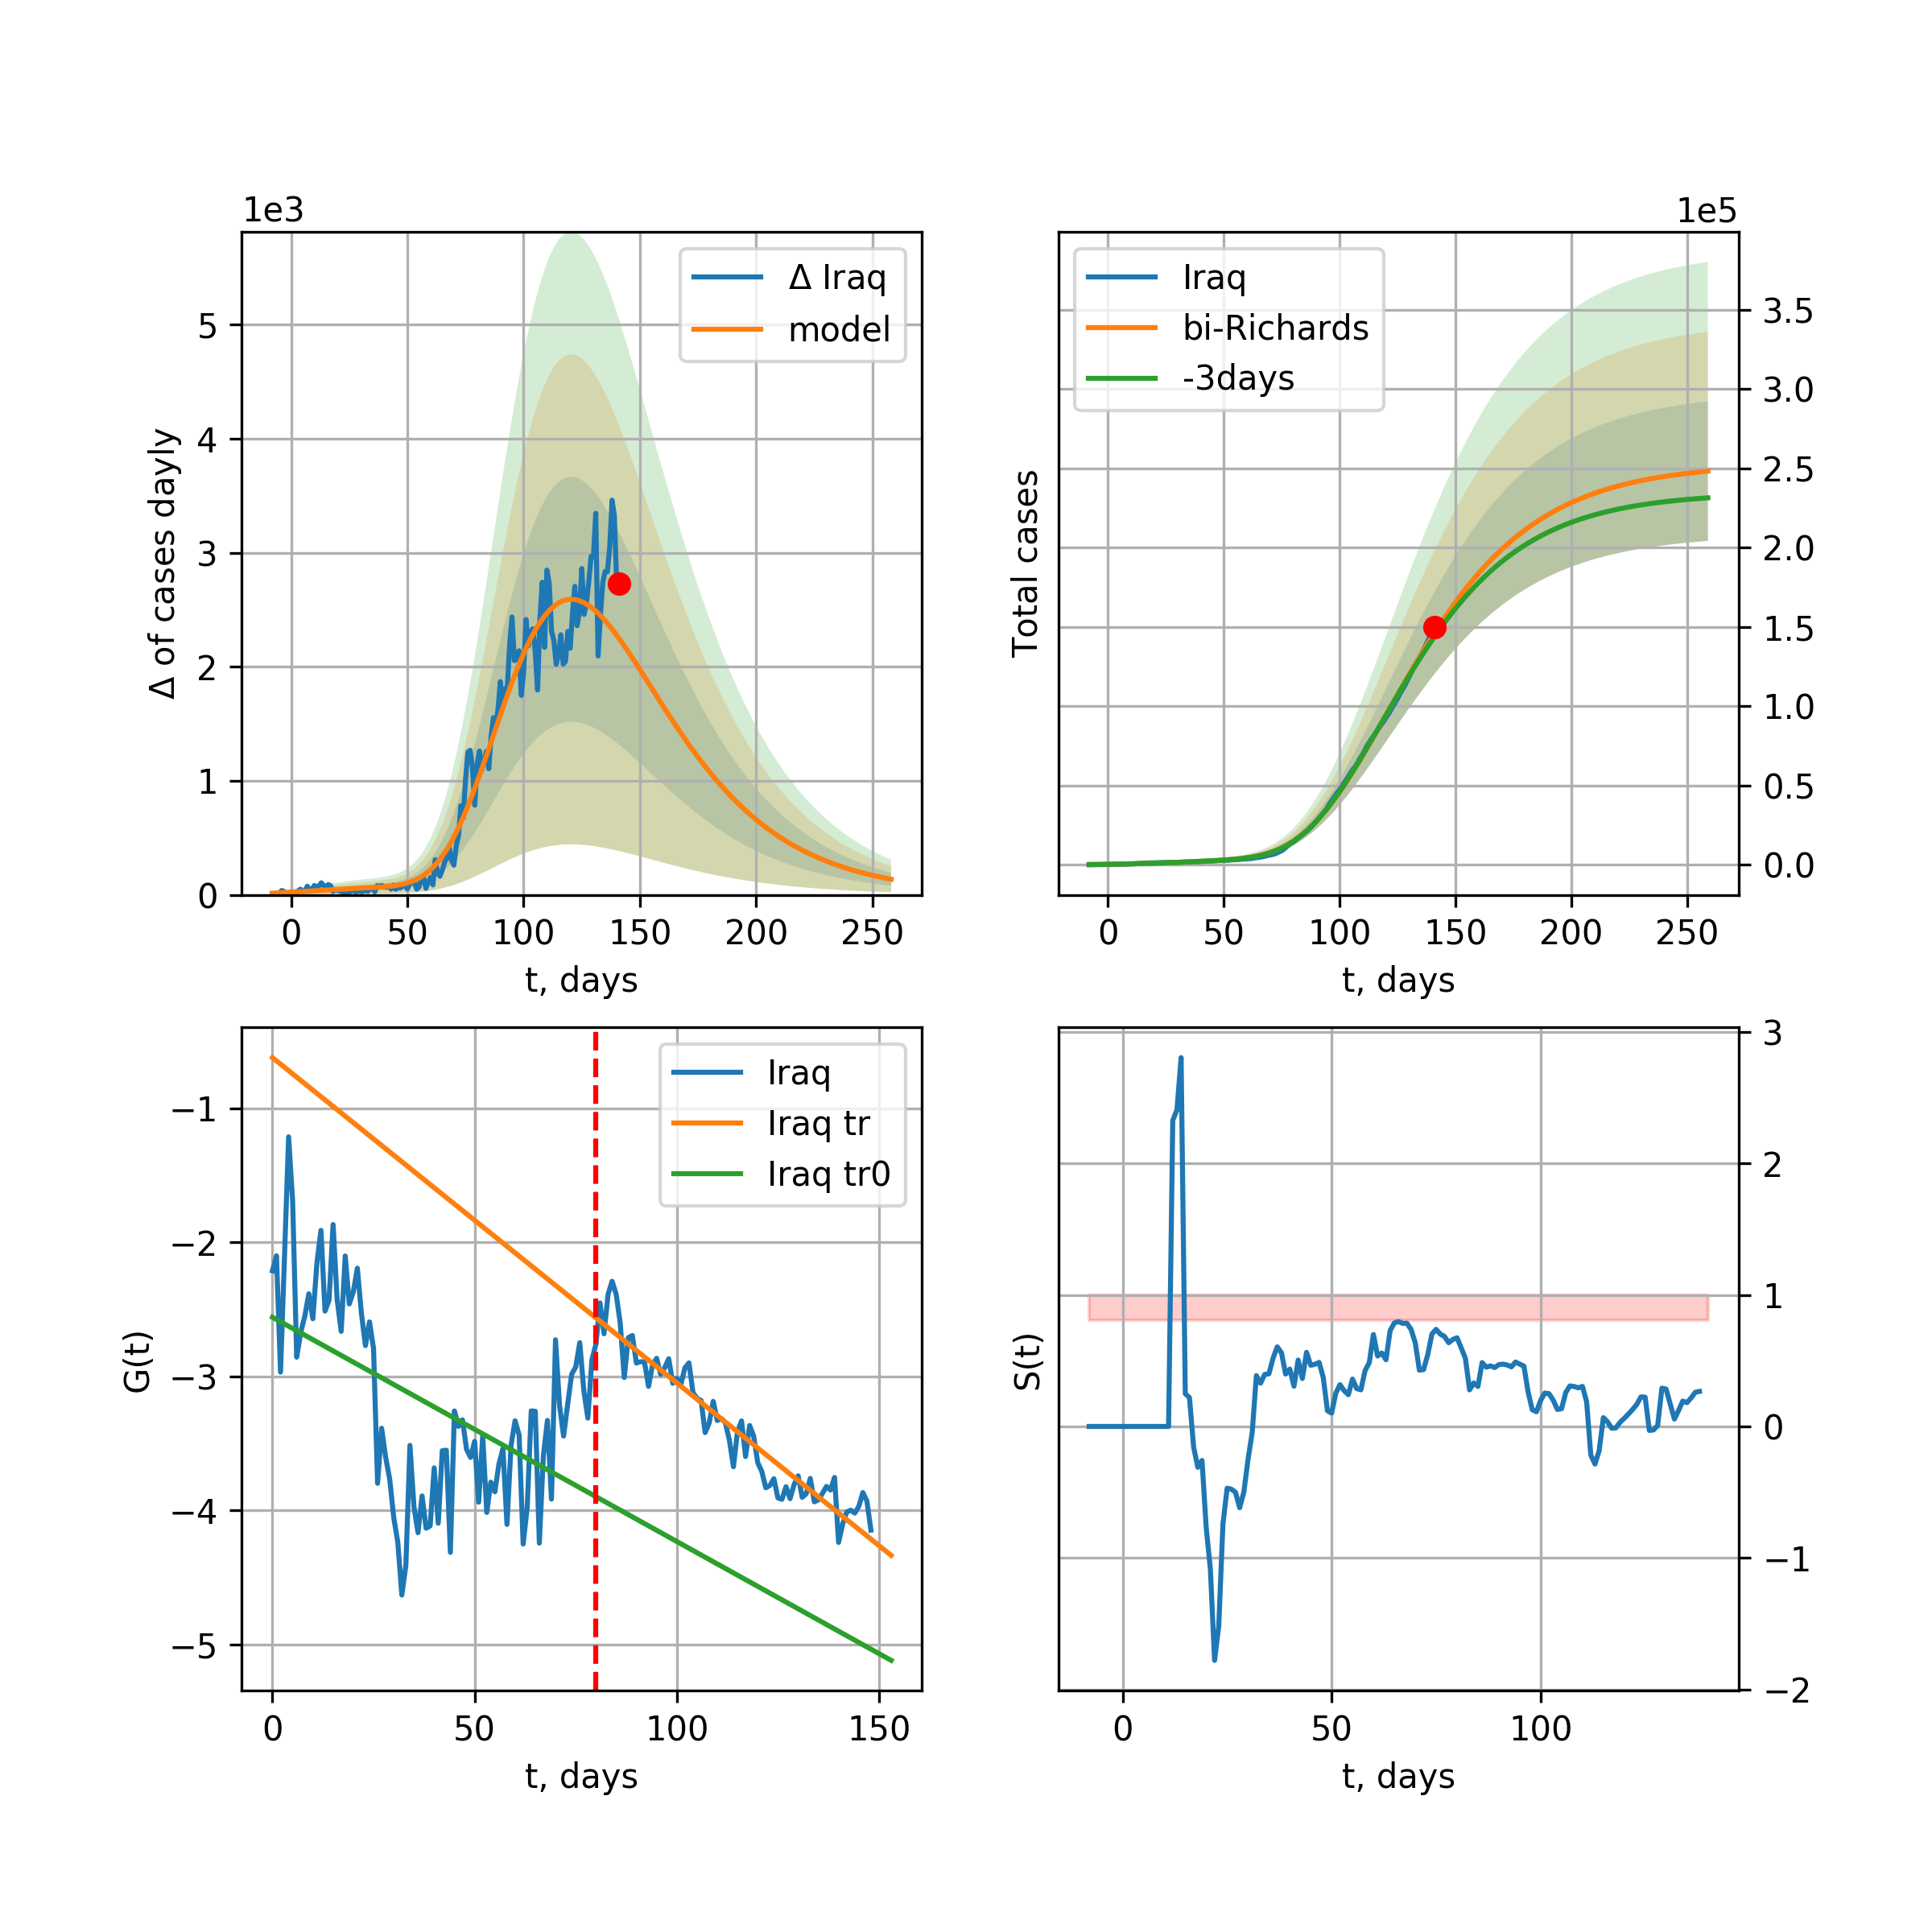 1e3
Δ of cases dayly
5
4
3
2
1
0
Δ Iraq
model
0 50 100 150 200 250
t, days
1e5
Total cases
Iraq
bi-Richards
-3days
3.5
3.0
2.5
2.0
1.5
1.0
0.5
0.0
0 50 100 150 200 250
t, days
G(t)
−1
−2
−3
−4
−5
Iraq
Iraq tr
Iraq tr0
0 50 100 150
t, days
S(t)
3
2
1
0
−1
−2
0 50 100
t, days